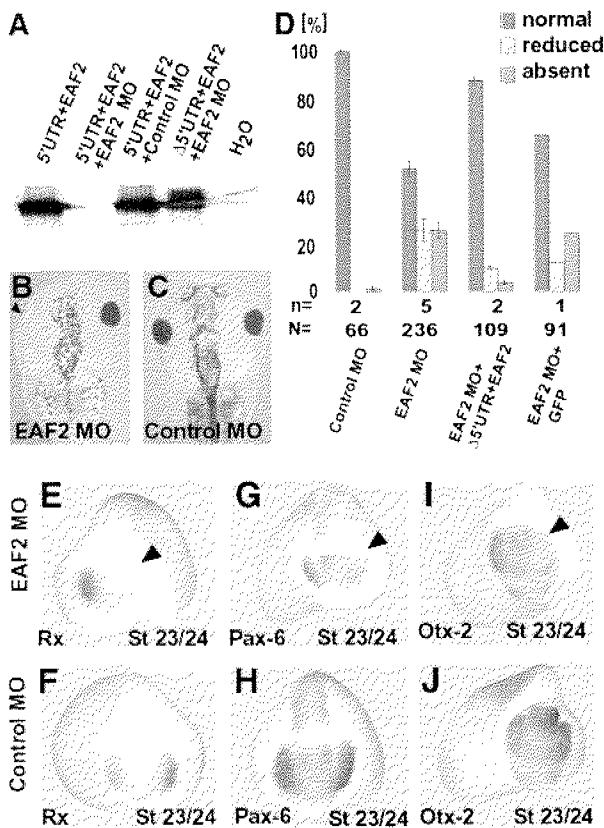 A
5'UTR+EAF2
5'UTR+EAF2
+EAF2 MO
5'UTR+EAF2
+Control MO
Δ5'UTR+EAF2
+EAF2 MO
H2O
B
EAF2 MO
C
Control MO
D
[%]
normal
reduced
absent
100
80
60
40
20
0
n= 2 5 2 1
N= 66 236 109 91
Control MO
EAF2 MO
EAF2 MO+
Δ5'UTR+EAF2
EAF2 MO+
GFP
EAF2 MO
E
Rx St 23/24
G
Pax-6 St 23/24
I
Otx-2 St 23/24
Control MO
F
Rx St 23/24
H
Pax-6 St 23/24
J
Otx-2 St 23/24